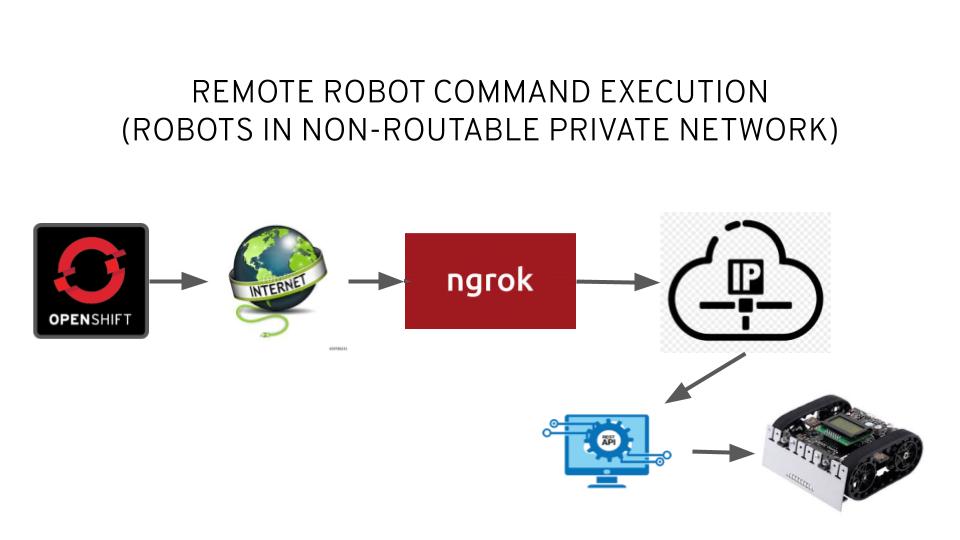 REMOTE ROBOT COMMAND EXECUTION
(ROBOTS IN NON-ROUTABLE PRIVATE NETWORK)
OPENSHIFT
INTERNET
ngrok
IP
REST
API